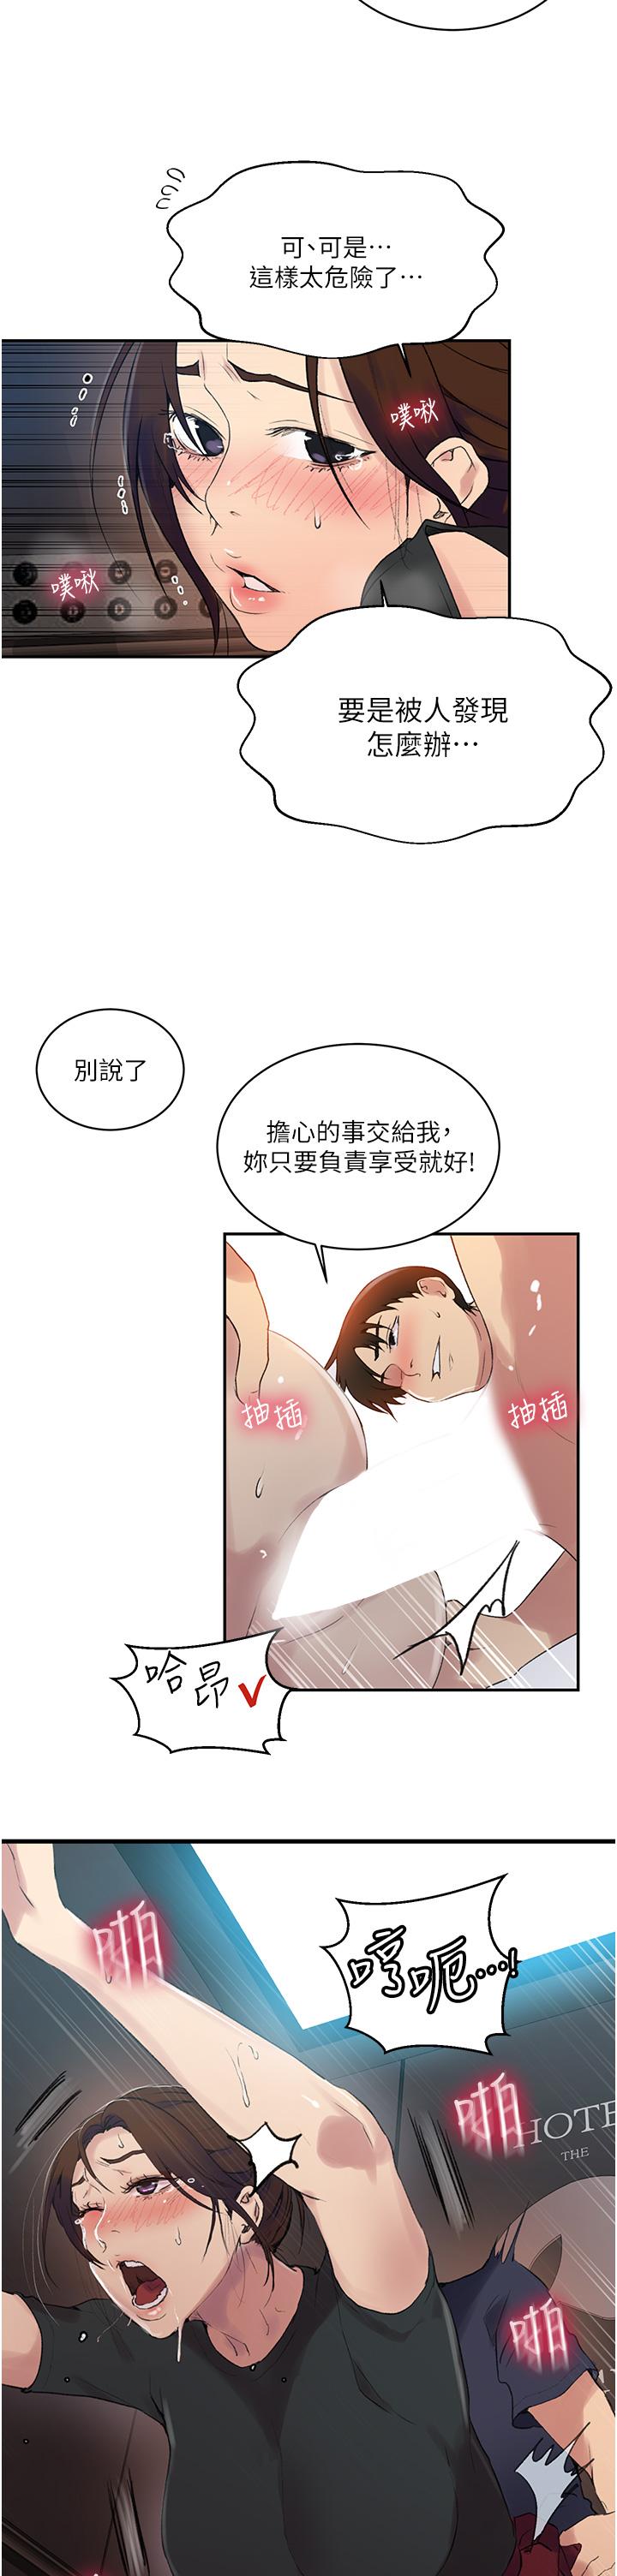 可、可是⋯
這樣太危險了⋯
噗啾
噗啾
要是被人發現
怎麼辦⋯
別說了
擔心的事交給我，
妳只要負責享受就好!
抽插
抽插
哈昂
哼呃⋯!
啪
啪
HOTE
THE
啪